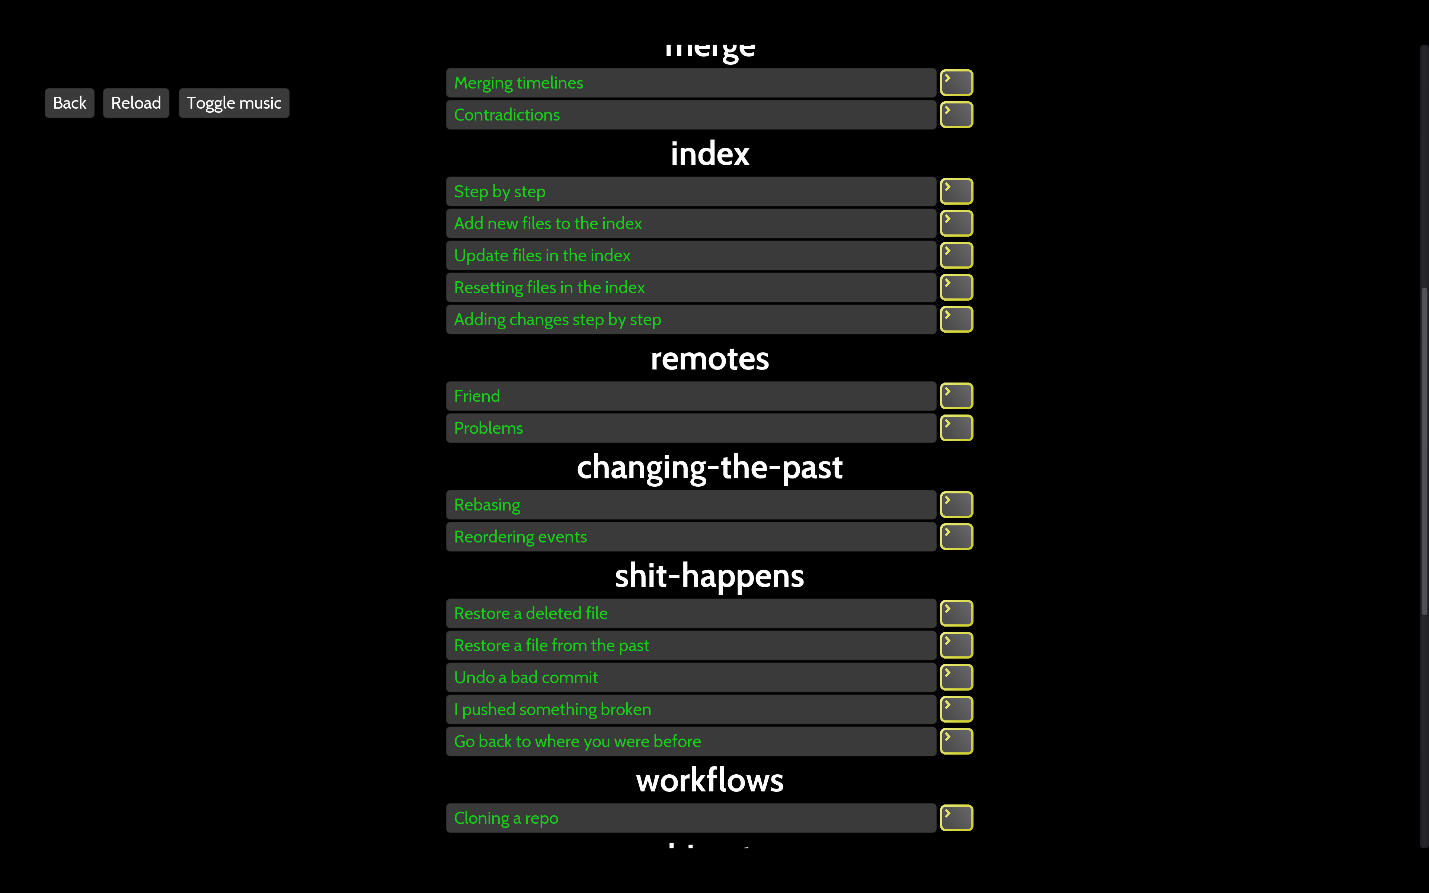 merge
Back
Reload
Toggle music
Merging timelines
Contradictions
index
Step by step
Add new files to the index
Update files in the index
Resetting files in the index
Adding changes step by step
remotes
Friend
Problems
changing-the-past
Rebasing
Reordering events
shit-happens
Restore a deleted file
Restore a file from the past
Undo a bad commit
I pushed something broken
Go back to where you were before
workflows
Cloning a repo